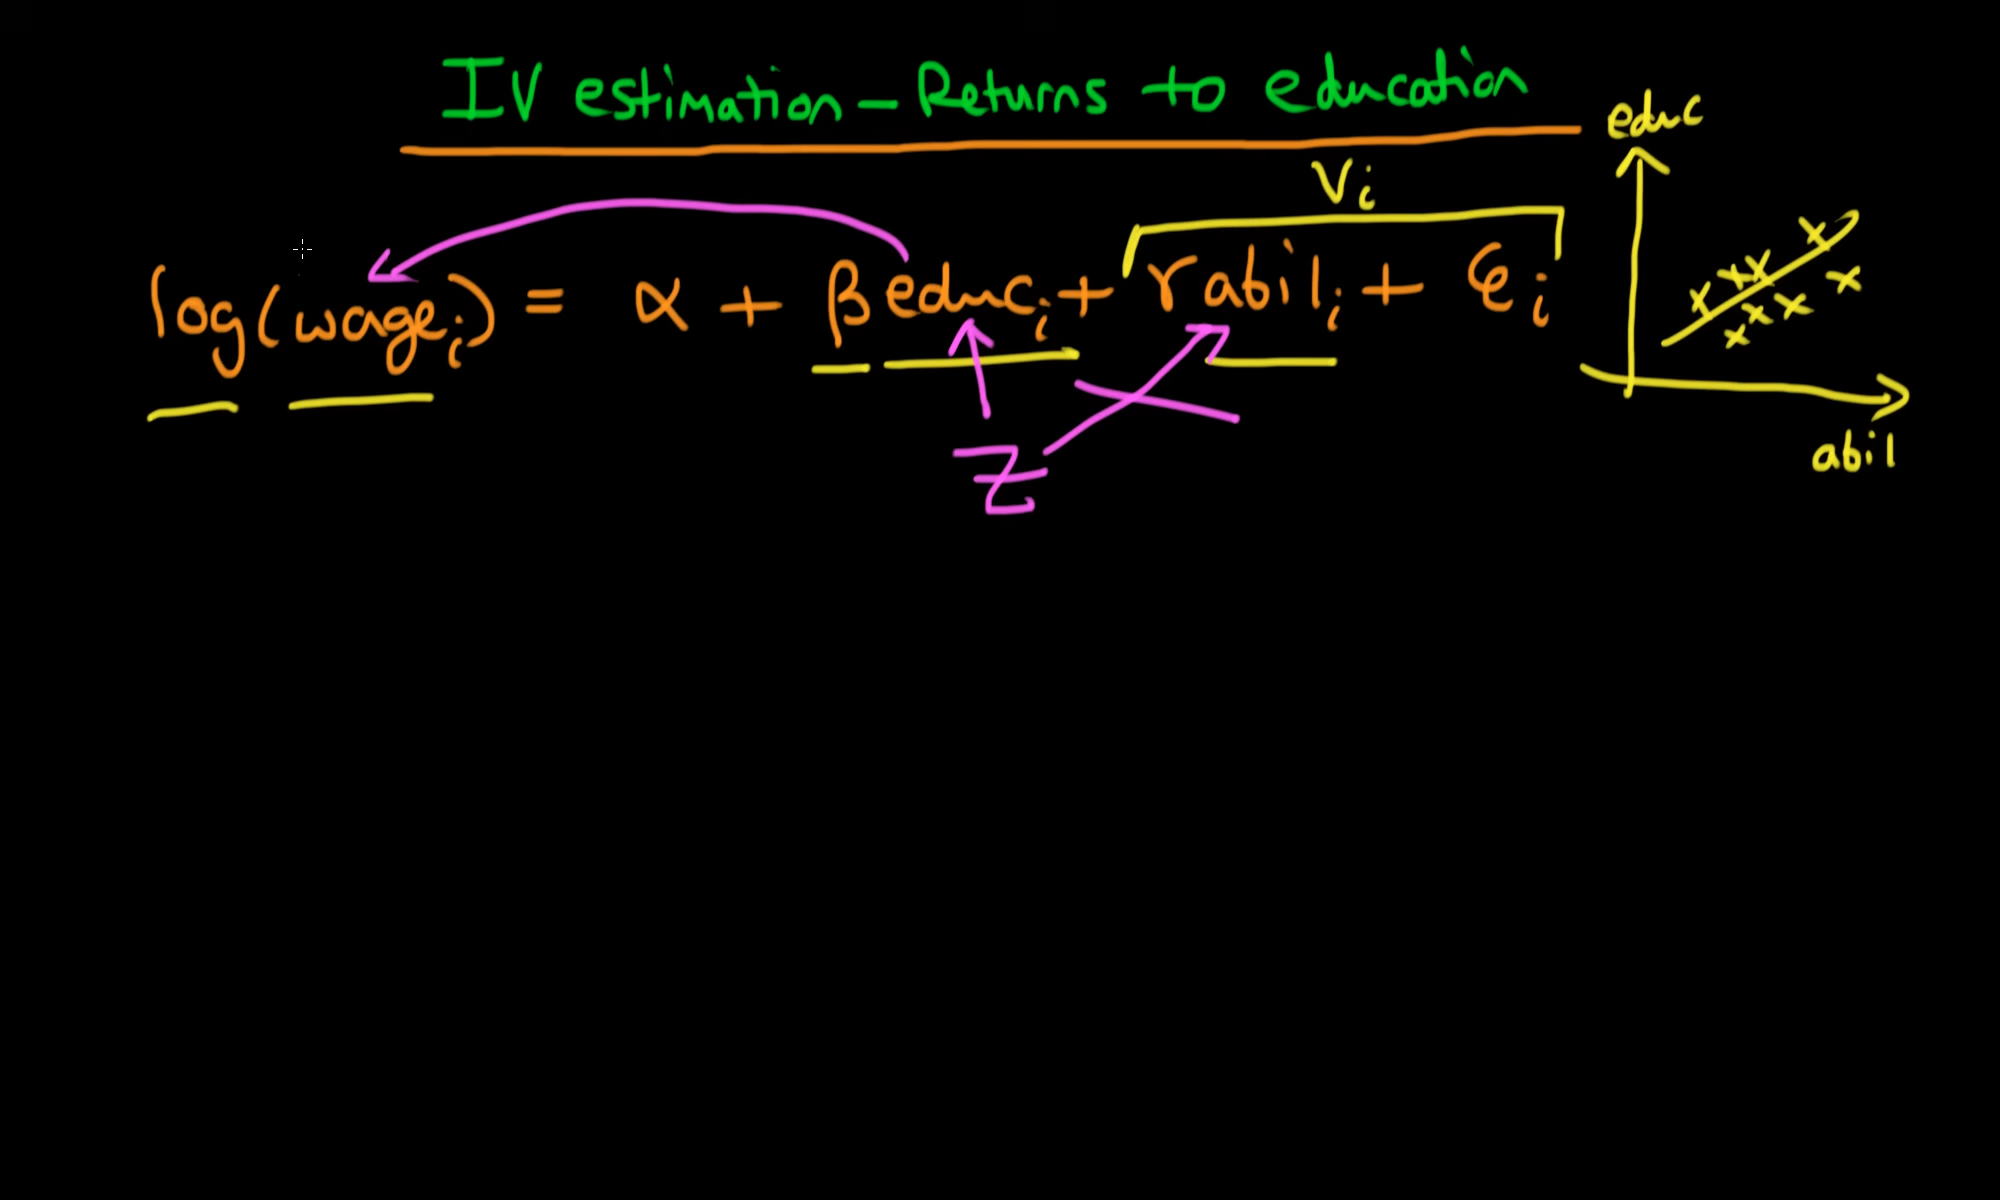 IV estimation – Returns to education
educ
Vi
log(wagei) = α + βeduci + γabili + εi
abil
Z